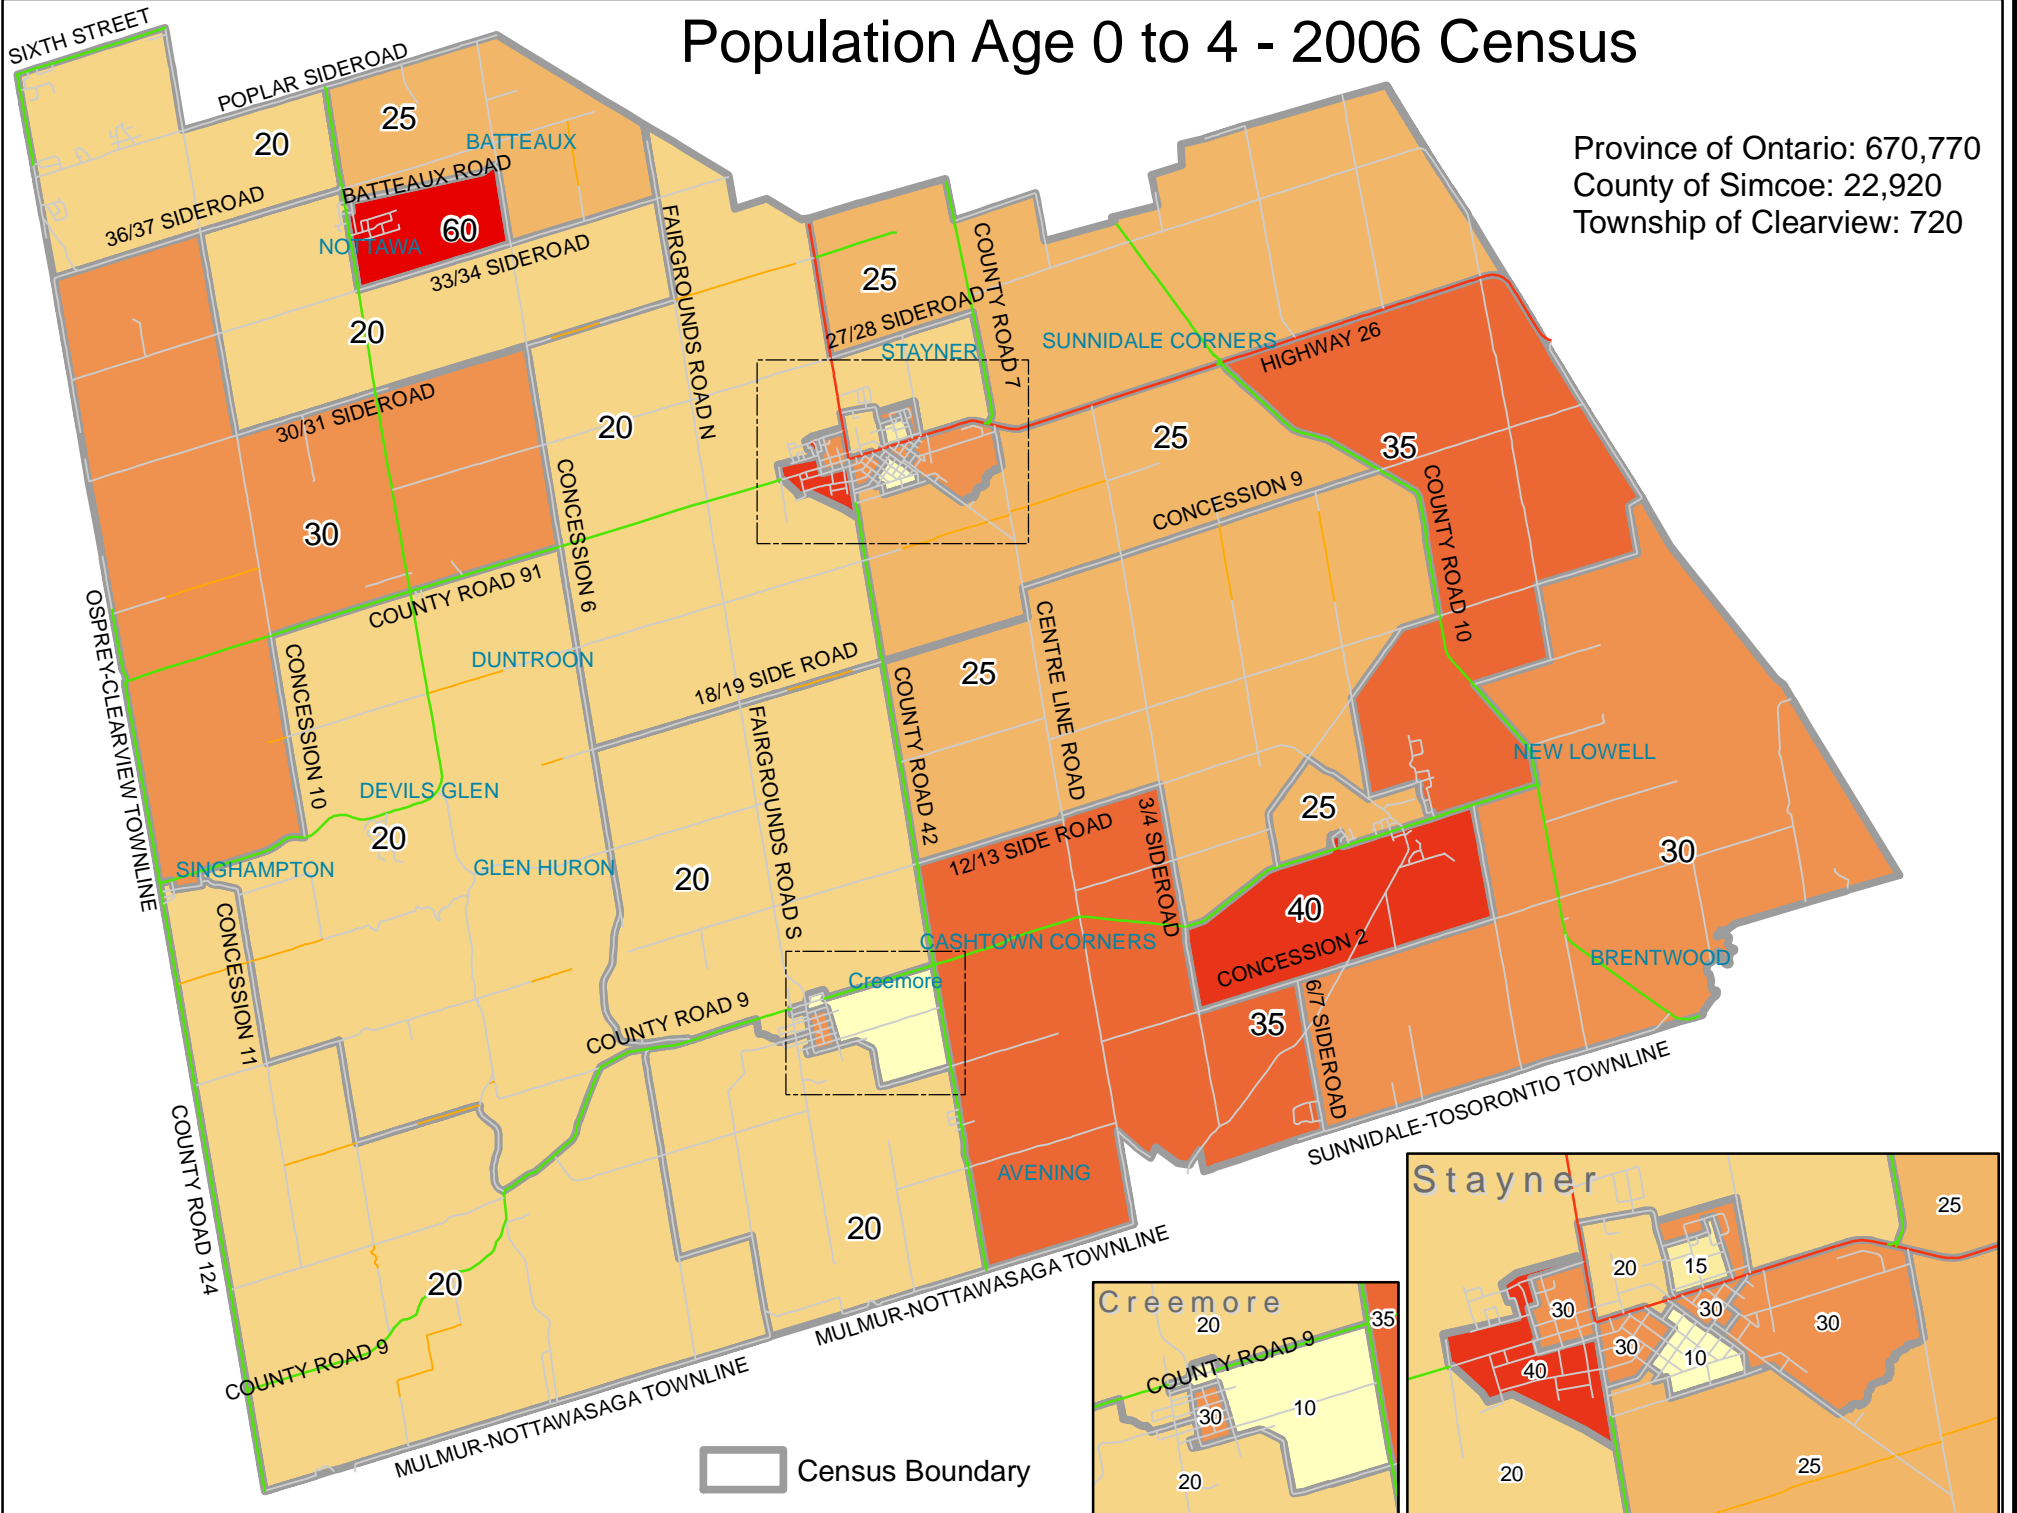 Population Age 0 to 4 - 2006 Census
Province of Ontario: 670,770
County of Simcoe: 22,920
Township of Clearview: 720
SIXTH STREET
POPLAR SIDEROAD
20
25
BATTEAUX
BATTEAUX ROAD
36/37 SIDEROAD
NOTTAWA
60
33/34 SIDEROAD
FAIRGROUNDS ROAD N
25
COUNTY ROAD 7
27/28 SIDEROAD
STAYNER
SUNNIDALE CORNERS
HIGHWAY 26
20
30/31 SIDEROAD
20
25
35
COUNTY ROAD 10
CONCESSION 9
30
CONCESSION 6
COUNTY ROAD 91
OSPREY-CLEARVIEW TOWNLINE
CONCESSION 10
DUNTROON
18/19 SIDE ROAD
25
CENTRE LINE ROAD
COUNTY ROAD 42
FAIRGROUNDS ROAD S
NEW LOWELL
DEVILS GLEN
20
25
3/4 SIDEROAD
12/13 SIDE ROAD
30
SINGHAMPTON
GLEN HURON
20
40
CONCESSION 11
CASHTOWN CORNERS
CONCESSION 2
BRENTWOOD
Creemore
COUNTY ROAD 9
35
6/7 SIDEROAD
SUNNIDALE-TOSORONTIO TOWNLINE
COUNTY ROAD 124
AVENING
20
20
COUNTY ROAD 9
MULMUR-NOTTAWASAGA TOWNLINE
MULMUR-NOTTAWASAGA TOWNLINE
Census Boundary
Creemore
20
35
COUNTY ROAD 9
30
10
20
Stayner
25
20
15
30
30
30
30
10
40
20
25